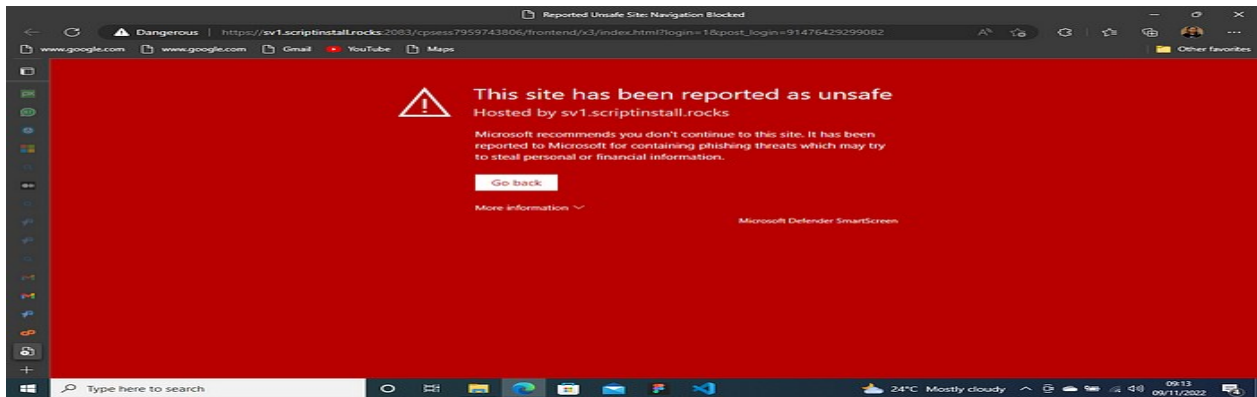 Reported Unsafe Site: Navigation Blocked
Dangerous | https://sv1.scriptinstall.rocks:2083/cpsess7959743806/frontend/x3/index.html?login=1&post_login=91476429299082
www.google.com www.google.com Gmail YouTube Maps Other favorites
This site has been reported as unsafe
Hosted by sv1.scriptinstall.rocks
Microsoft recommends you don't continue to this site. It has been
reported to Microsoft for containing phishing threats which may try
to steal personal or financial information.
Go back
More information
Microsoft Defender SmartScreen
Type here to search
24°C Mostly cloudy
09:13
09/11/2022